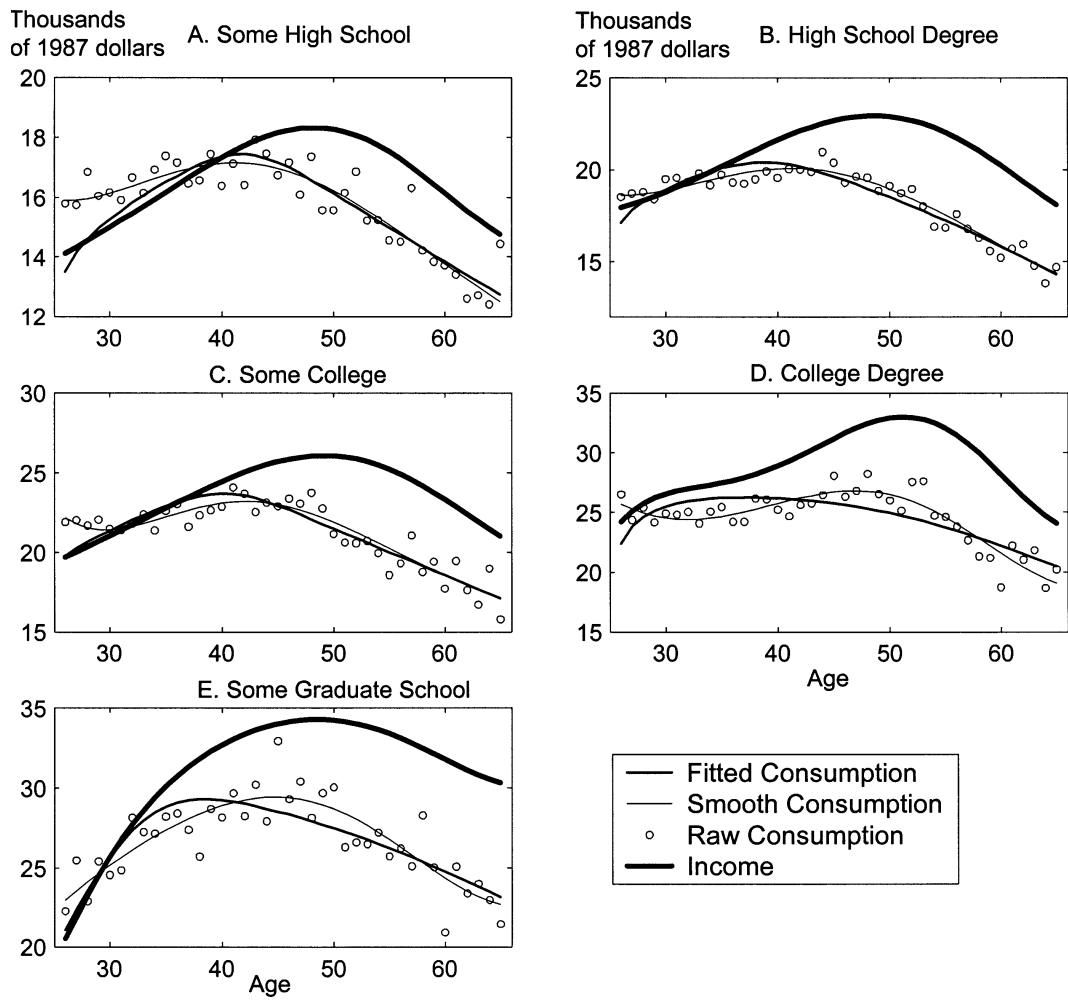 Thousands
of 1987 dollars
A. Some High School
20
18
16
14
12
30 40 50 60
Thousands
of 1987 dollars
B. High School Degree
25
20
15
30 40 50 60
C. Some College
30
25
20
15
30 40 50 60
D. College Degree
35
30
25
20
15
30 40 50 60
Age
E. Some Graduate School
35
30
25
20
30 40 50 60
Age
Fitted Consumption
Smooth Consumption
Raw Consumption
Income